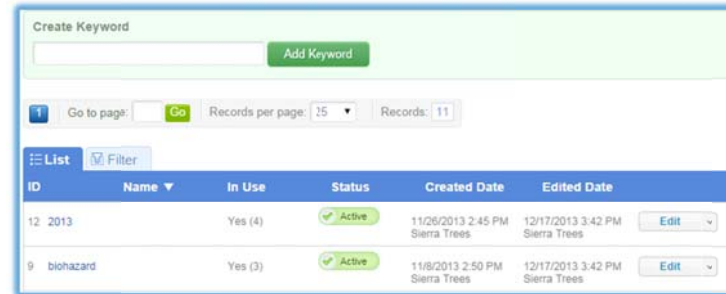 Create Keyword
Add Keyword
1 Go to page: Go Records per page: 25 ▼ Records: 11
List Filter
ID Name ▼ In Use Status Created Date Edited Date
12 2013 Yes (4) Active 11/26/2013 2:45 PM 12/17/2013 3:42 PM Edit
Sierra Trees Sierra Trees
9 biohazard Yes (3) Active 11/8/2013 2:50 PM 12/17/2013 3:42 PM Edit
Sierra Trees Sierra Trees